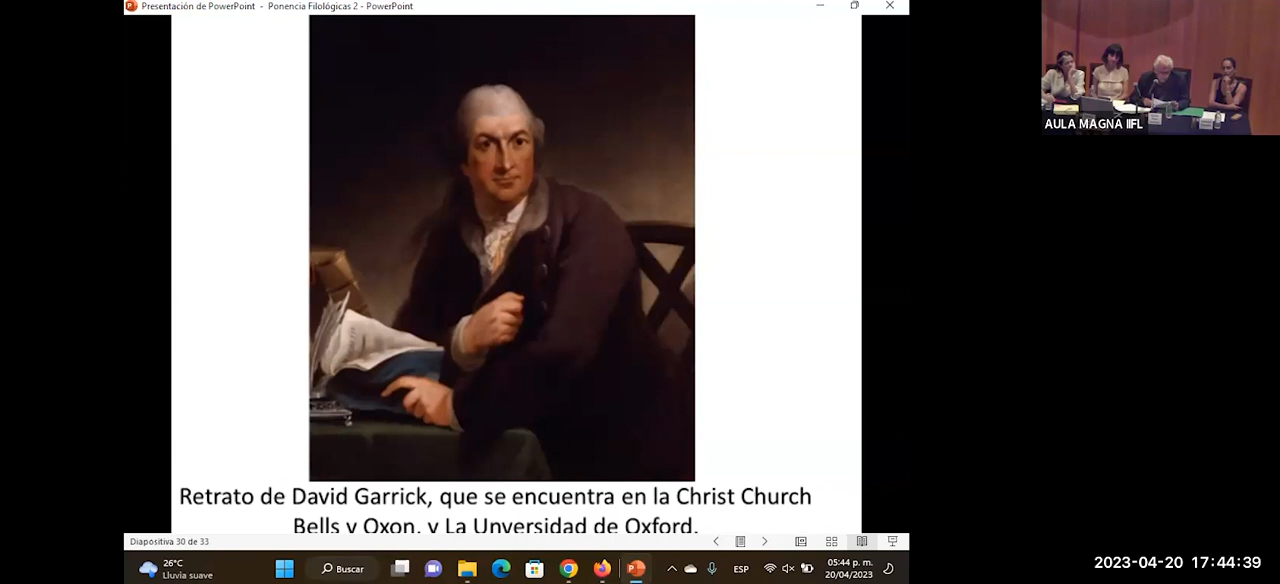 Presentación de PowerPoint - Ponencia Filológicas 2 - PowerPoint
AULA MAGNA IIFL
Retrato de David Garrick, que se encuentra en la Christ Church
Bells y Oxon, y La Unversidad de Oxford.
Diapositiva 30 de 33
26°C
Lluvia suave
Buscar
ESP
05:44 p. m.
20/04/2023
2023-04-20 17:44:39